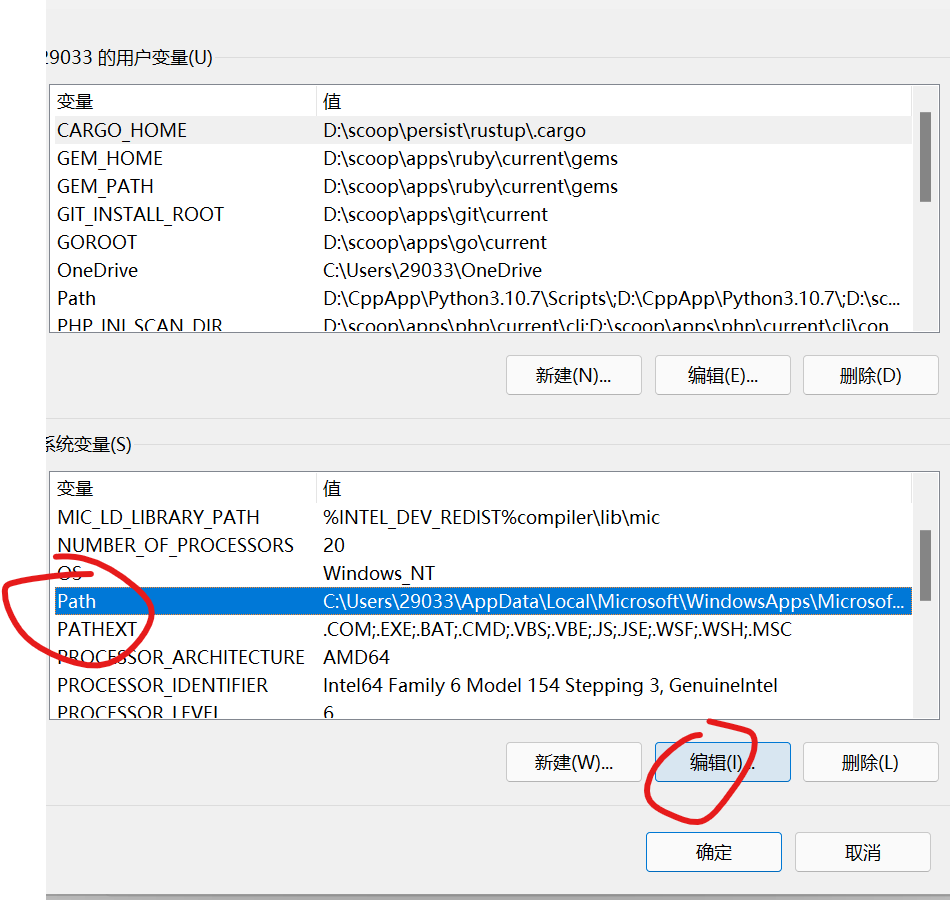 29033 的用户变量(U)
变量 值
CARGO_HOME D:\scoop\persist\rustup\.cargo
GEM_HOME D:\scoop\apps\ruby\current\gems
GEM_PATH D:\scoop\apps\ruby\current\gems
GIT_INSTALL_ROOT D:\scoop\apps\git\current
GOROOT D:\scoop\apps\go\current
OneDrive C:\Users\29033\OneDrive
Path D:\CppApp\Python3.10.7\Scripts\;D:\CppApp\Python3.10.7\;D:\sc...
PHP_INI_SCAN_DIR D:\scoop\apps\php\current\cli;D:\scoop\apps\php\current\cli\con
新建(N)... 编辑(E)... 删除(D)
系统变量(S)
变量 值
MIC_LD_LIBRARY_PATH %INTEL_DEV_REDIST%compiler\lib\mic
NUMBER_OF_PROCESSORS 20
OS Windows_NT
Path C:\Users\29033\AppData\Local\Microsoft\WindowsApps\Microsof...
PATHEXT .COM;.EXE;.BAT;.CMD;.VBS;.VBE;.JS;.JSE;.WSF;.WSH;.MSC
PROCESSOR_ARCHITECTURE AMD64
PROCESSOR_IDENTIFIER Intel64 Family 6 Model 154 Stepping 3, GenuineIntel
PROCESSOR_LEVEL 6
新建(W)... 编辑(I)... 删除(L)
确定 取消